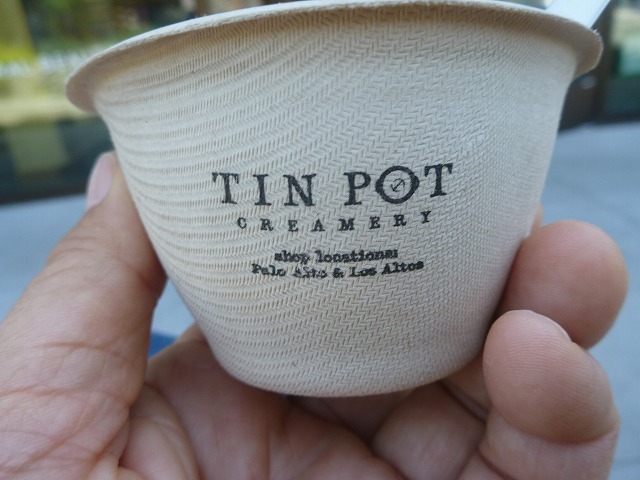 TIN POT
CREAMERY
shop locations:
Palo Alto & Los Altos